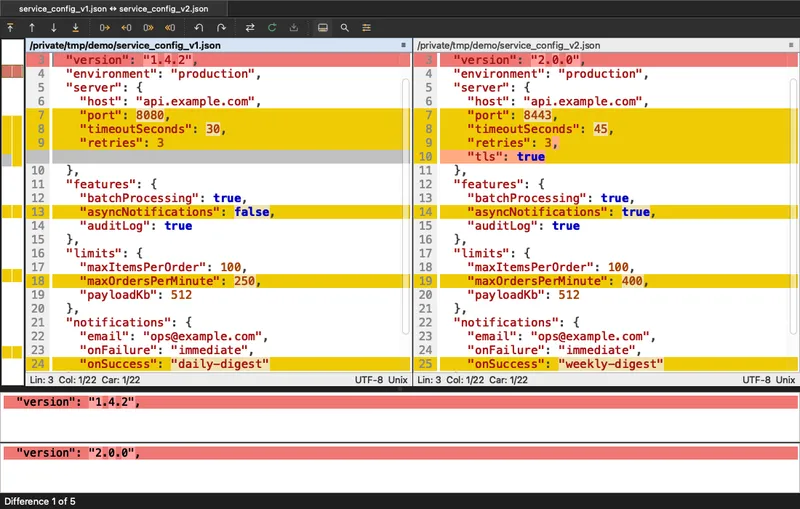 service_config_v1.json ⇔ service_config_v2.json
/private/tmp/demo/service_config_v1.json
3 "version": "1.4.2",
4 "environment": "production",
5 "server": {
6 "host": "api.example.com",
7 "port": 8080,
8 "timeoutSeconds": 30,
9 "retries": 3
10 },
11 "features": {
12 "batchProcessing": true,
13 "asyncNotifications": false,
14 "auditLog": true
15 },
16 "limits": {
17 "maxItemsPerOrder": 100,
18 "maxOrdersPerMinute": 250,
19 "payloadKb": 512
20 },
21 "notifications": {
22 "email": "ops@example.com",
23 "onFailure": "immediate",
24 "onSuccess": "daily-digest"
Lin: 3 Col: 1/22 Car: 1/22 UTF-8 Unix
/private/tmp/demo/service_config_v2.json
3 "version": "2.0.0",
4 "environment": "production",
5 "server": {
6 "host": "api.example.com",
7 "port": 8443,
8 "timeoutSeconds": 45,
9 "retries": 3,
10 "tls": true
11 },
12 "features": {
13 "batchProcessing": true,
14 "asyncNotifications": true,
15 "auditLog": true
16 },
17 "limits": {
18 "maxItemsPerOrder": 100,
19 "maxOrdersPerMinute": 400,
20 "payloadKb": 512
21 },
22 "notifications": {
23 "email": "ops@example.com",
24 "onFailure": "immediate",
25 "onSuccess": "weekly-digest"
Lin: 3 Col: 1/22 Car: 1/22 UTF-8 Unix
"version": "1.4.2",
"version": "2.0.0",
Difference 1 of 5